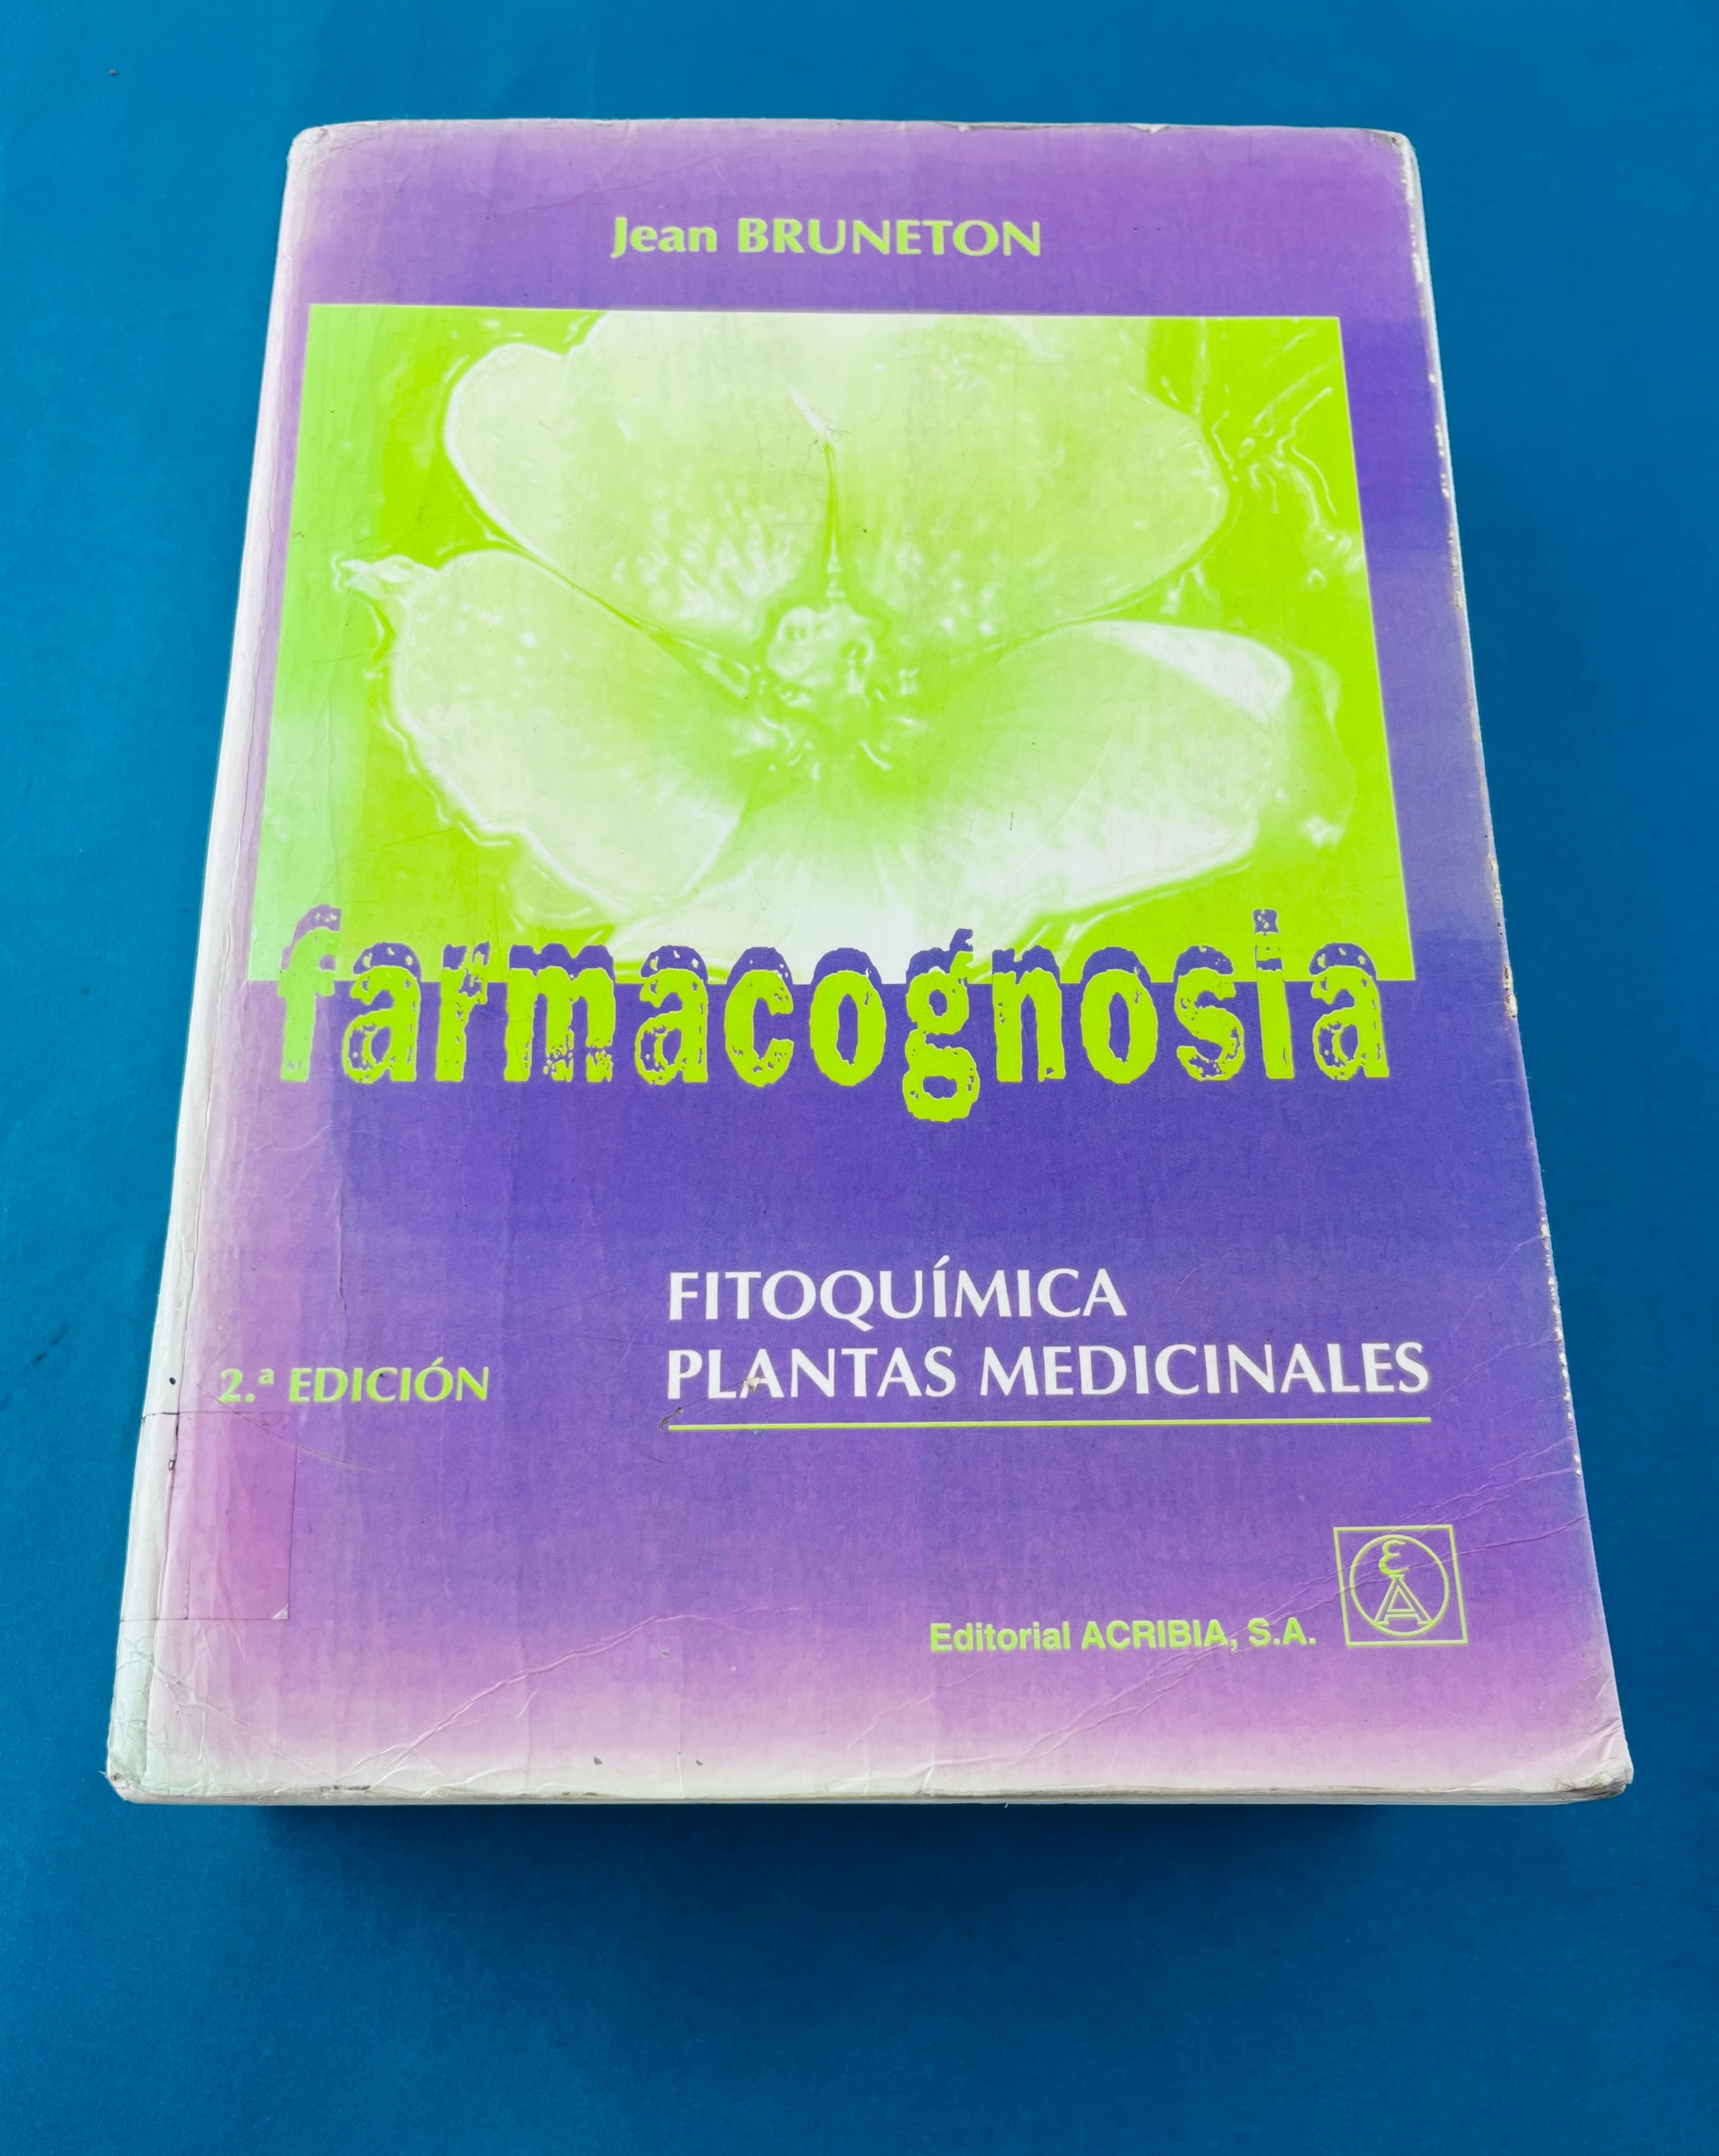 Jean BRUNETON
farmacognosia
FITOQUÍMICA
PLANTAS MEDICINALES
2.ª EDICIÓN
Editorial ACRIBIA, S.A.